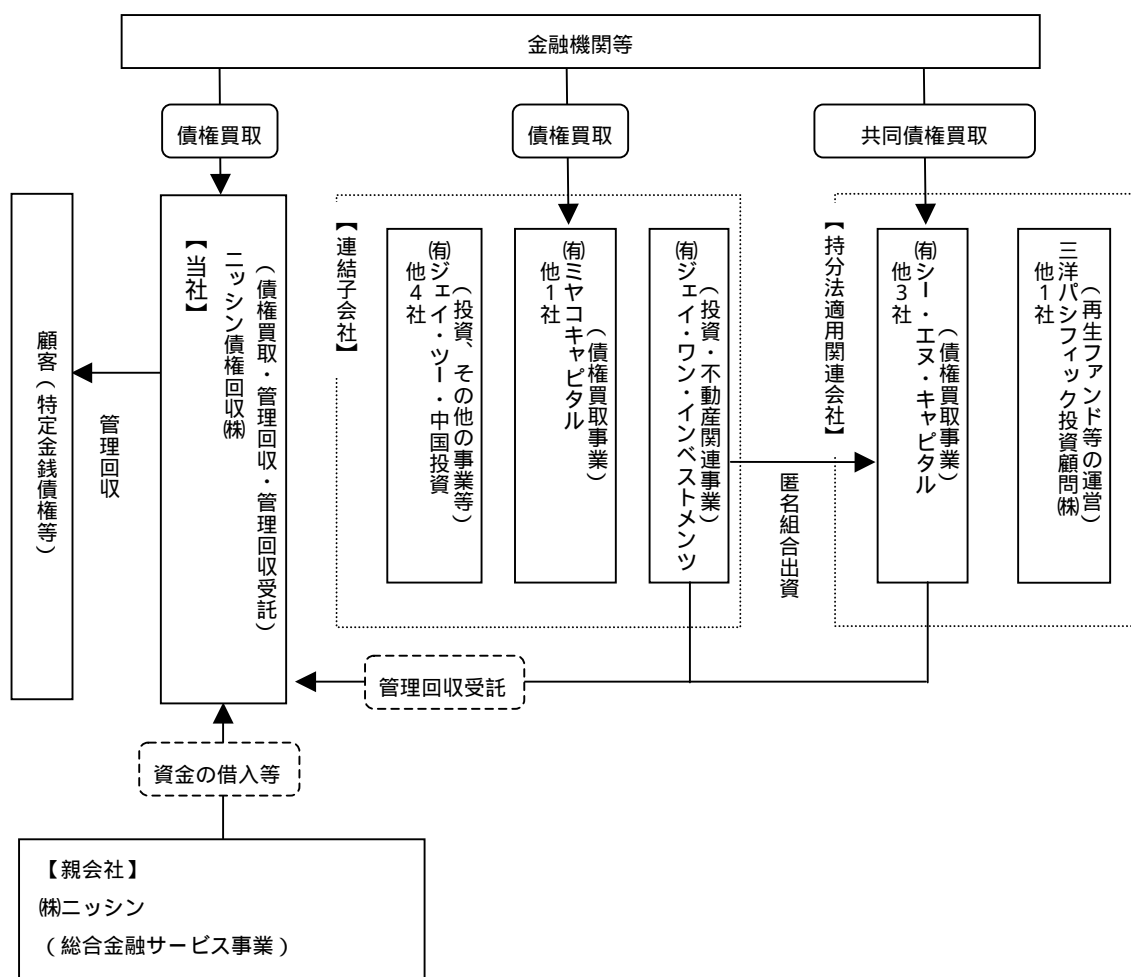 金融機関等
債権買取
債権買取
共同債権買取
顧客(特定金銭債権等)
管理回収
【当社】
ニッシン債権回収㈱
(債権買取・管理回収・管理回収受託)
【連結子会社】
㈲ジェイ・ツー・中国投資
他4社
(投資、その他の事業等)
㈲ミヤコキャピタル
他1社
(債権買取事業)
㈲ジェイ・ワン・インベストメンツ
(投資・不動産関連事業)
匿名組合出資
【持分法適用関連会社】
㈲シー・エヌ・キャピタル
他3社
(債権買取事業)
三洋パシフィック投資顧問㈱
他1社
(再生ファンド等の運営)
管理回収受託
資金の借入等
【親会社】
㈱ニッシン
(総合金融サービス事業)